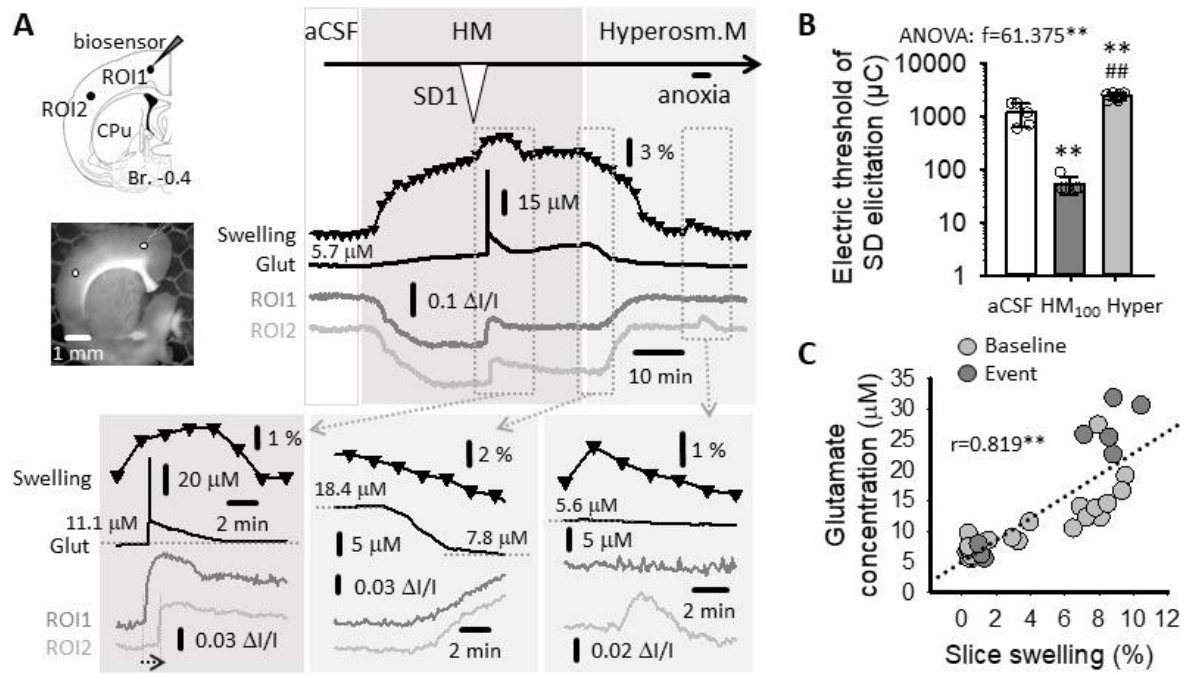 A
biosensor
ROI1
ROI2
CPu
Br. -0.4
1 mm
aCSF
HM
Hyperosm.M
SD1
anoxia
3 %
15 µM
Swelling
5.7 µM
Glut
ROI1
0.1 ΔI/I
ROI2
10 min
1 %
Swelling
20 µM
2 min
11.1 µM
Glut
ROI1
ROI2
0.03 ΔI/I
2 %
18.4 µM
7.8 µM
5 µM
0.03 ΔI/I
2 min
1 %
5.6 µM
5 µM
2 min
0.02 ΔI/I
B
ANOVA: f=61.375**
**
##
**
Electric threshold of
SD elicitation (µC)
10000
1000
100
10
1
aCSF HM100 Hyper
C
Baseline
Event
r=0.819**
Glutamate
concentration (µM)
35
30
25
20
15
10
5
0
0 2 4 6 8 10 12
Slice swelling (%)